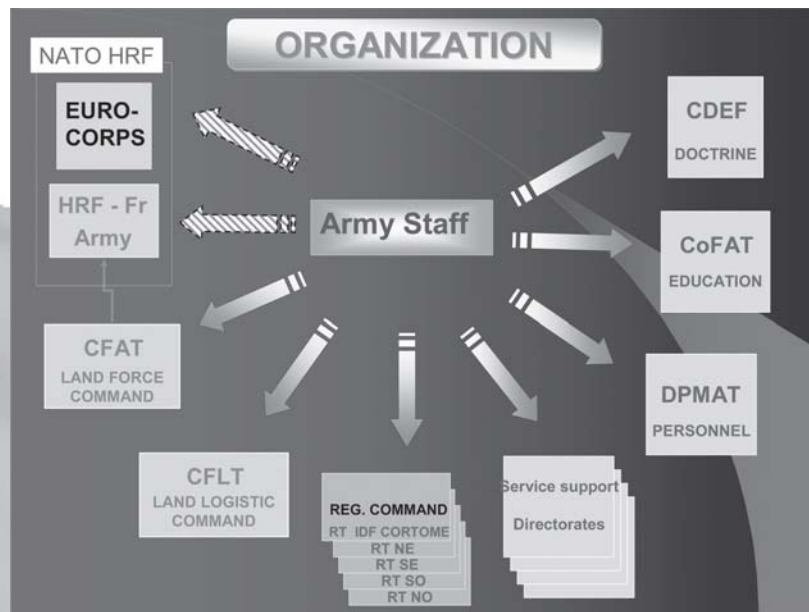 ORGANIZATION
NATO HRF
EURO-
CORPS
HRF - Fr
Army
Army Staff
CDEF
DOCTRINE
CoFAT
EDUCATION
CFAT
LAND FORCE
COMMAND
DPMAT
PERSONNEL
CFLT
LAND LOGISTIC
COMMAND
REG. COMMAND
RT IDF CORTOME
RT NE
RT SE
RT SO
RT NO
Service support
Directorates